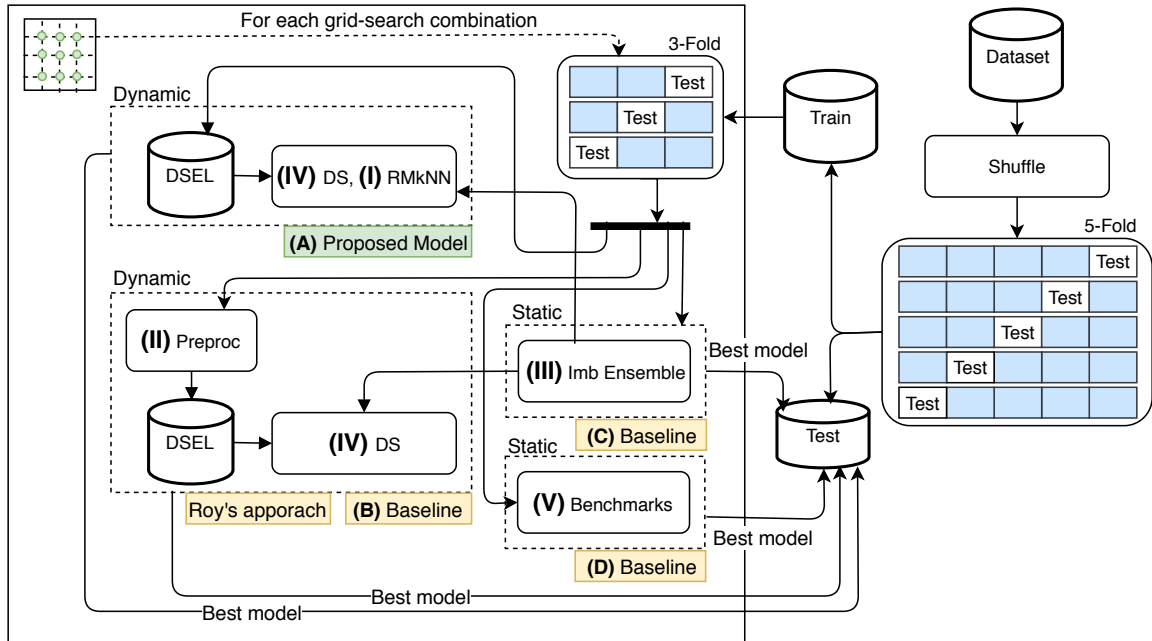 For each grid-search combination
3-Fold
Test
Test
Test
Train
Dataset
Shuffle
5-Fold
Test
Test
Test
Test
Test
Dynamic
DSEL
(IV) DS, (I) RMkNN
(A) Proposed Model
Dynamic
(II) Preproc
DSEL
(IV) DS
Roy's apporach
(B) Baseline
Static
(III) Imb Ensemble
(C) Baseline
Best model
Test
Static
(V) Benchmarks
(D) Baseline
Best model
Best model
Best model